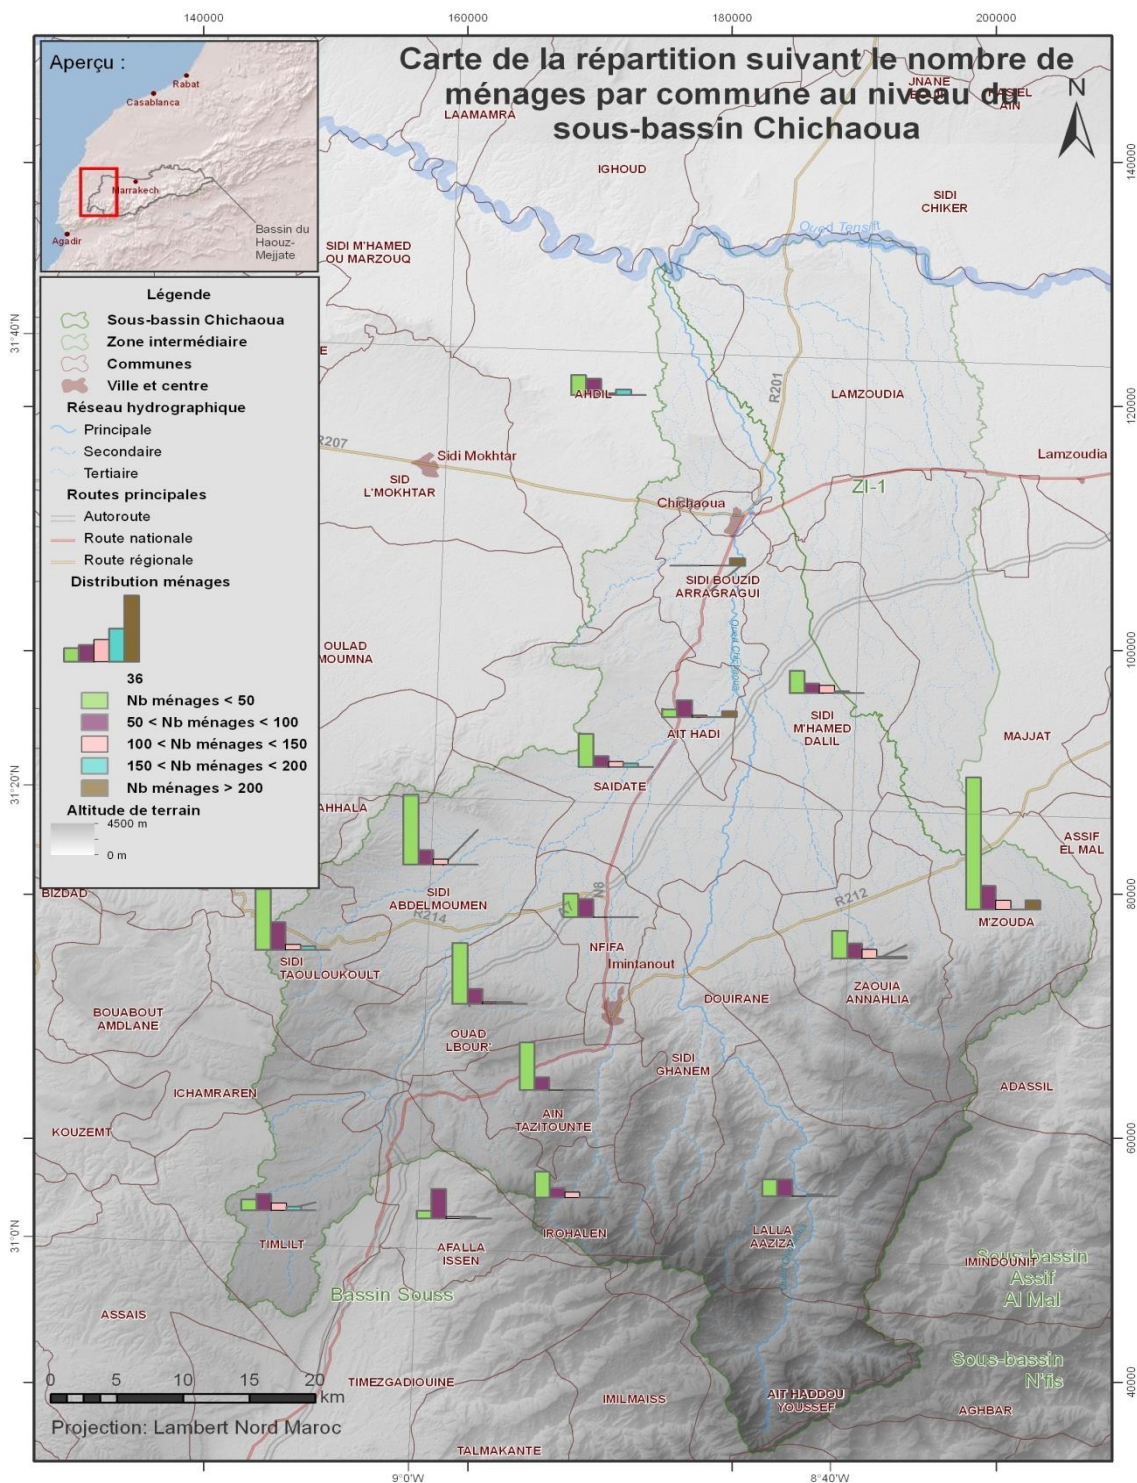 140000
160000
180000
200000
Carte de la répartition suivant le nombre de
ménages par commune au niveau du
sous-bassin Chichaoua
N
Aperçu :
Rabat
Casablanca
Marrakech
Agadir
Bassin du
Haouz-
Mejjate
Légende
Sous-bassin Chichaoua
Zone intermédiaire
Communes
Ville et centre
Réseau hydrographique
Principale
Secondaire
Tertiaire
Routes principales
Autoroute
Route nationale
Route régionale
Distribution ménages
36
Nb ménages < 50
50 < Nb ménages < 100
100 < Nb ménages < 150
150 < Nb ménages < 200
Nb ménages > 200
Altitude de terrain
4500 m
0 m
LAAMAMRA
JNANE
AIN
IGHOUD
SIDI
CHIKER
Oued Tensift
SIDI M'HAMED
OU MARZOUQ
140000
31°40'N
E
AHDIL
R201
LAMZOUDIA
120000
R207
Sidi Mokhtar
SID
L'MOKHTAR
Lamzoudia
ZI-1
Chichaoua
SIDI BOUZID
ARRAGRAGUI
OULAD
MOUMNA
Oued Chichaoua
100000
AIT HADI
SIDI
M'HAMED
DALIL
MAJJAT
31°20'N
SAIDATE
AHHALA
ASSIF
EL MAL
BIZDAD
SIDI
ABDELMOUMEN
R214
A7
N8
R212
80000
M'ZOUDA
SIDI
TAOULOUKOULT
NFIFA
Imintanout
ZAOUIA
ANNAHLIA
DOUIRANE
BOUABOUT
AMDLANE
OUAD
LBOUR
SIDI
GHANEM
ICHAMRAREN
ADASSIL
KOUZEMT
AIN
TAZITOUNTE
60000
31°0'N
TIMLILT
AFALLA
ISSEN
IROHALEN
LALLA
AAZIZA
IMINDOUNIT
Sous-bassin
Assif
Al Mal
Bassin Souss
ASSAIS
Sous-bassin
N'fis
TIMEZGADIOUINE
IMILMAISS
AIT HADDOU
YOUSSEF
AGHBAR
40000
0 5 10 15 20
km
Projection: Lambert Nord Maroc
TALMAKANTE
9°0'W
8°40'W